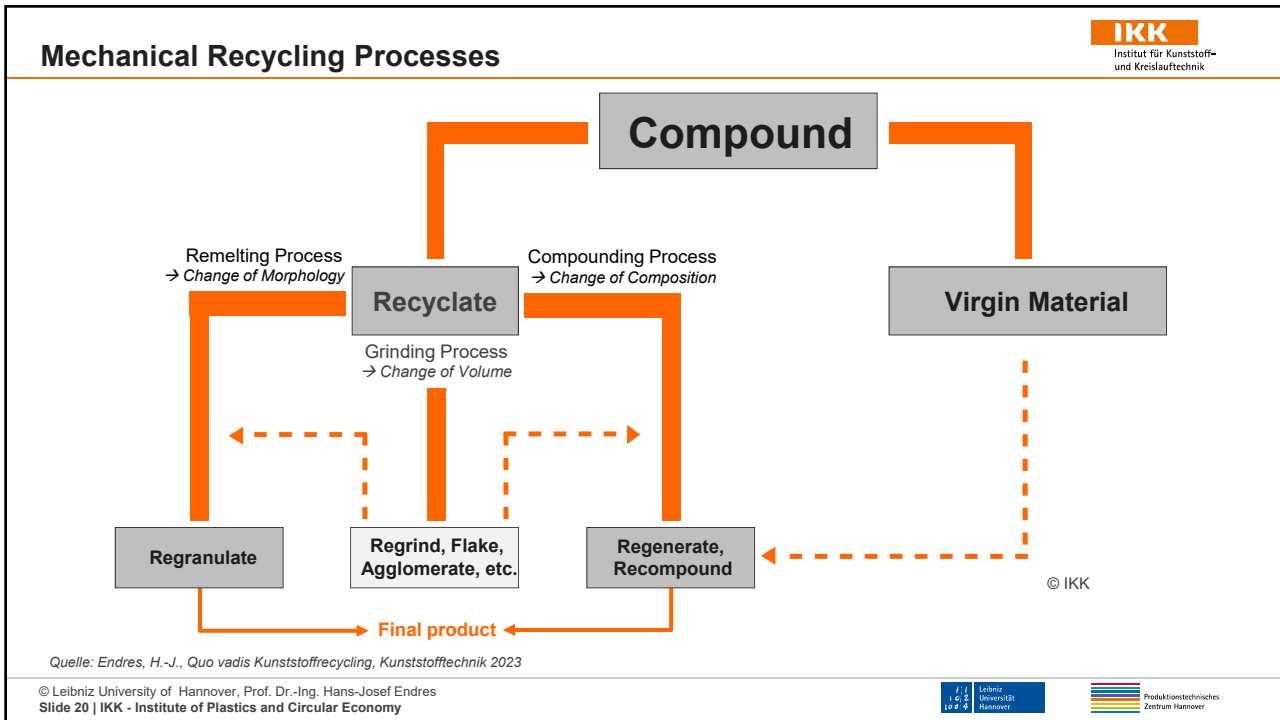 Mechanical Recycling Processes
IKK
Institut für Kunststoff-
und Kreislauftechnik
Compound
Remelting Process
→ Change of Morphology
Compounding Process
→ Change of Composition
Recyclate
Virgin Material
Grinding Process
→ Change of Volume
Regranulate
Regrind, Flake,
Agglomerate, etc.
Regenerate,
Recompound
© IKK
Final product
Quelle: Endres, H.-J., Quo vadis Kunststoffrecycling, Kunststofftechnik 2023
© Leibniz University of Hannover, Prof. Dr.-Ing. Hans-Josef Endres
Slide 20 | IKK - Institute of Plastics and Circular Economy
Leibniz
Universität
Hannover
Produktionstechnisches
Zentrum Hannover